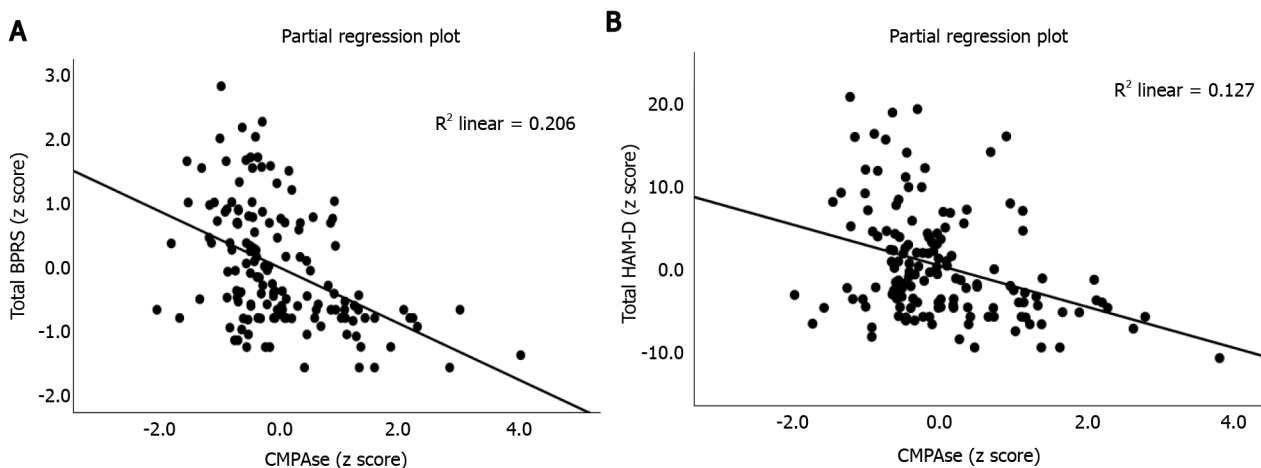 A
Partial regression plot
R² linear = 0.206
Total BPRS (z score)
3.0
2.0
1.0
0.0
-1.0
-2.0
-2.0 0.0 2.0 4.0
CMPAse (z score)
B
Partial regression plot
R² linear = 0.127
Total HAM-D (z score)
20.0
10.0
0.0
-10.0
-2.0 0.0 2.0 4.0
CMPAse (z score)